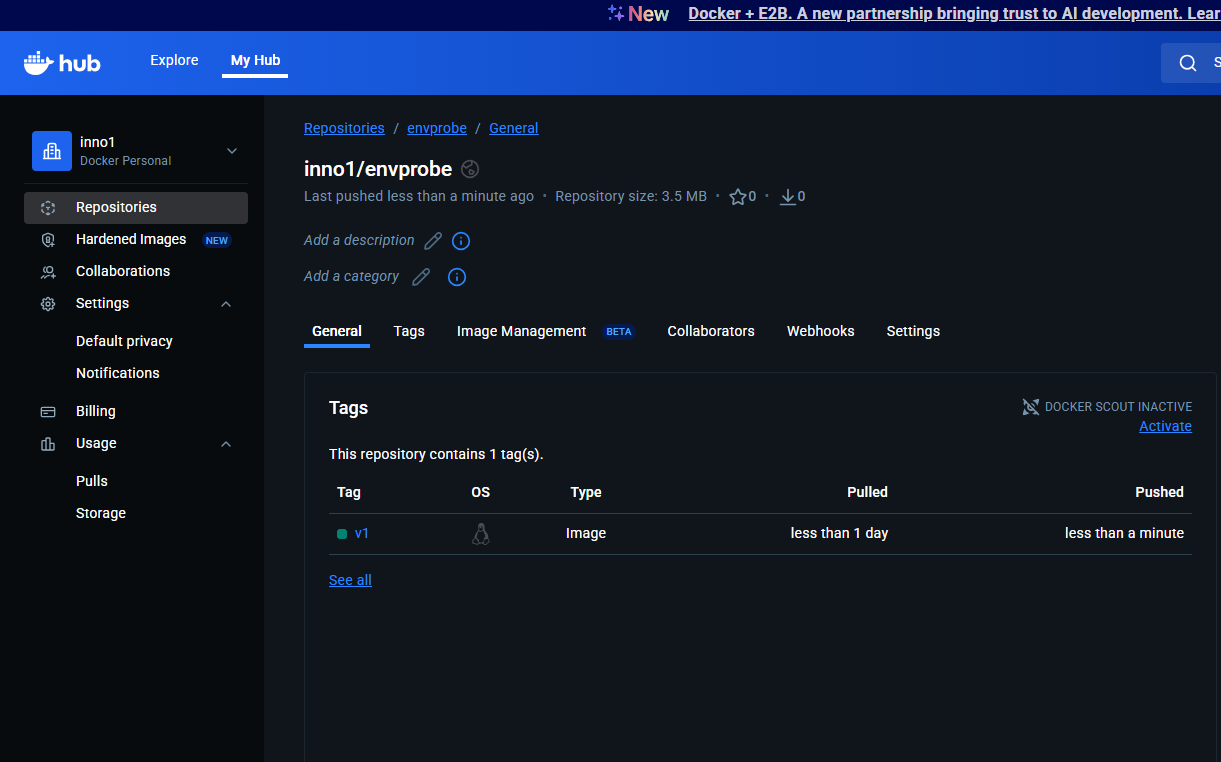 New Docker + E2B. A new partnership bringing trust to AI development. Lear
hub Explore My Hub
inno1
Docker Personal
Repositories
Hardened Images NEW
Collaborations
Settings
Default privacy
Notifications
Billing
Usage
Pulls
Storage
Repositories / envprobe / General
inno1/envprobe
Last pushed less than a minute ago · Repository size: 3.5 MB · 0 · 0
Add a description
Add a category
General Tags Image Management BETA Collaborators Webhooks Settings
Tags
DOCKER SCOUT INACTIVE
Activate
This repository contains 1 tag(s).
Tag OS Type Pulled Pushed
v1 Image less than 1 day less than a minute
See all